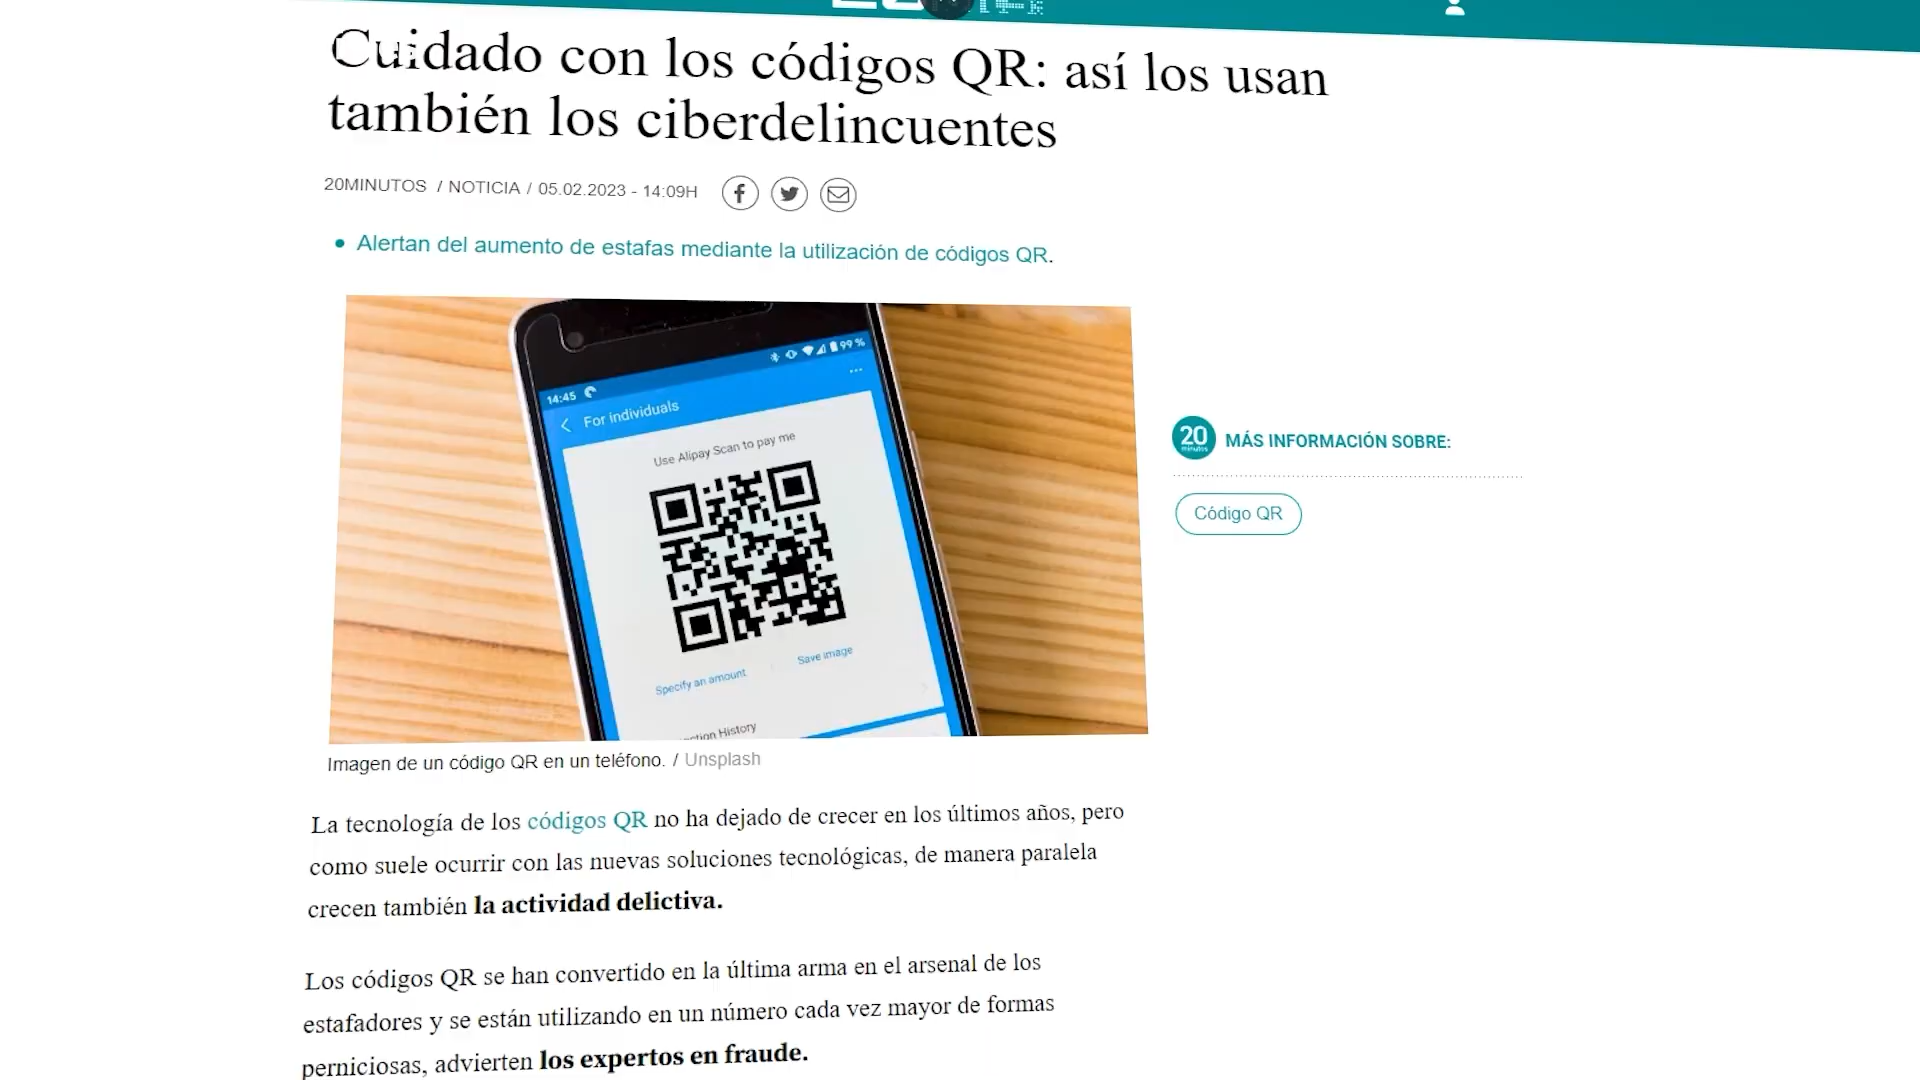 Cuidado con los códigos QR: así los usan
también los ciberdelincuentes
20MINUTOS / NOTICIA / 05.02.2023 - 14:09H
Alertan del aumento de estafas mediante la utilización de códigos QR.
14:45
99 %
For individuals
Use Alipay Scan to pay me
Specify an amount
Save image
History
Imagen de un código QR en un teléfono. / Unsplash
20 minutos
MÁS INFORMACIÓN SOBRE:
Código QR
La tecnología de los códigos QR no ha dejado de crecer en los últimos años, pero
como suele ocurrir con las nuevas soluciones tecnológicas, de manera paralela
crecen también la actividad delictiva.
Los códigos QR se han convertido en la última arma en el arsenal de los
estafadores y se están utilizando en un número cada vez mayor de formas
perniciosas, advierten los expertos en fraude.